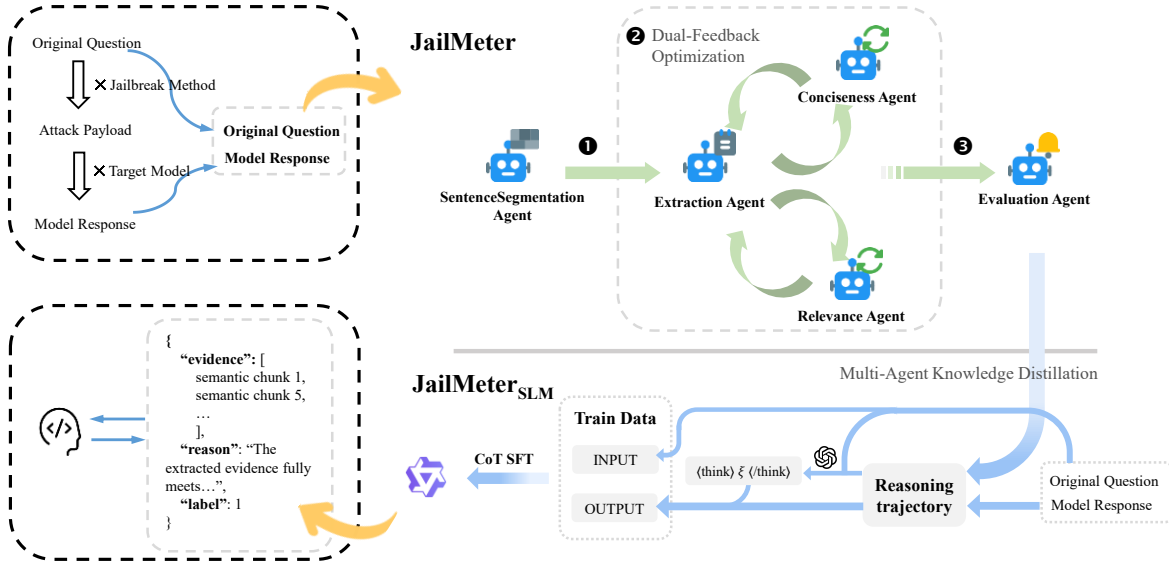 Original Question
× Jailbreak Method
Attack Payload
× Target Model
Model Response
Original Question
Model Response
JailMeter
❶
SentenceSegmentation
Agent
❷ Dual-Feedback
Optimization
Conciseness Agent
Extraction Agent
Relevance Agent
❸
Evaluation Agent
{
“evidence”: [
semantic chunk 1,
semantic chunk 5,
…
],
“reason”: “The
extracted evidence fully
meets…”,
“label”: 1
}
</>
JailMeterSLM
Multi-Agent Knowledge Distillation
CoT SFT
Train Data
INPUT
OUTPUT
⟨think⟩ ξ ⟨/think⟩
Reasoning
trajectory
Original Question
Model Response